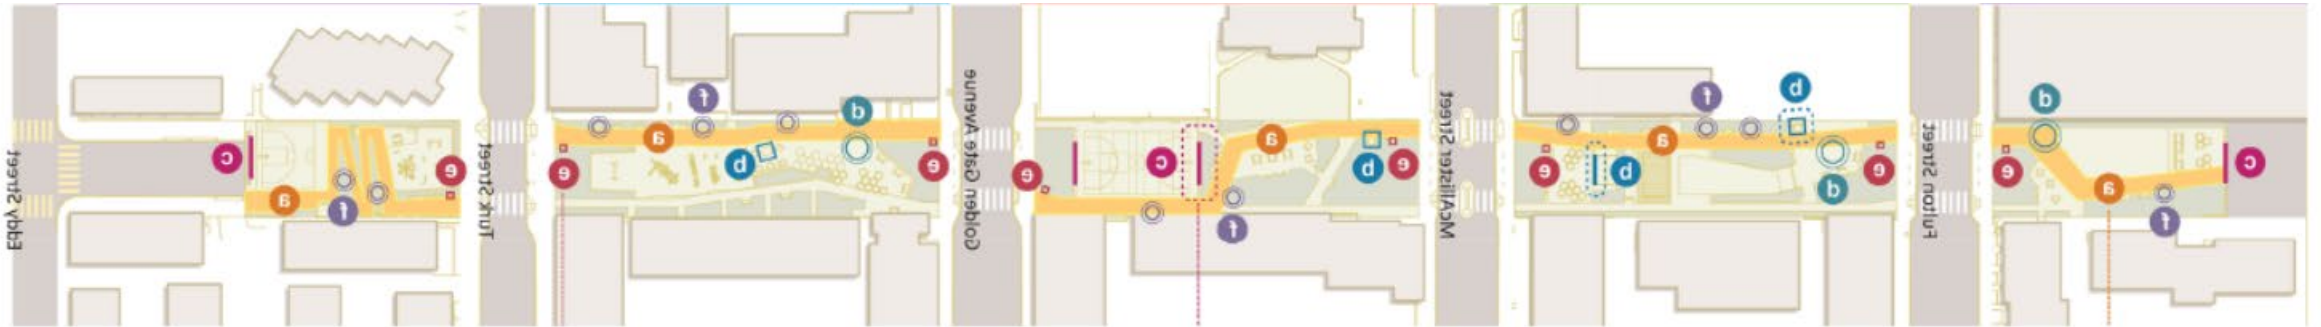 Eddy Street
c
a
f
e
Turk Street
e
a
f
d
b
e
Golden Gate Avenue
e
c
a
f
d
e
McAllister Street
e
d
a
f
d
b
e
Fulton Street
e
b
a
f
c